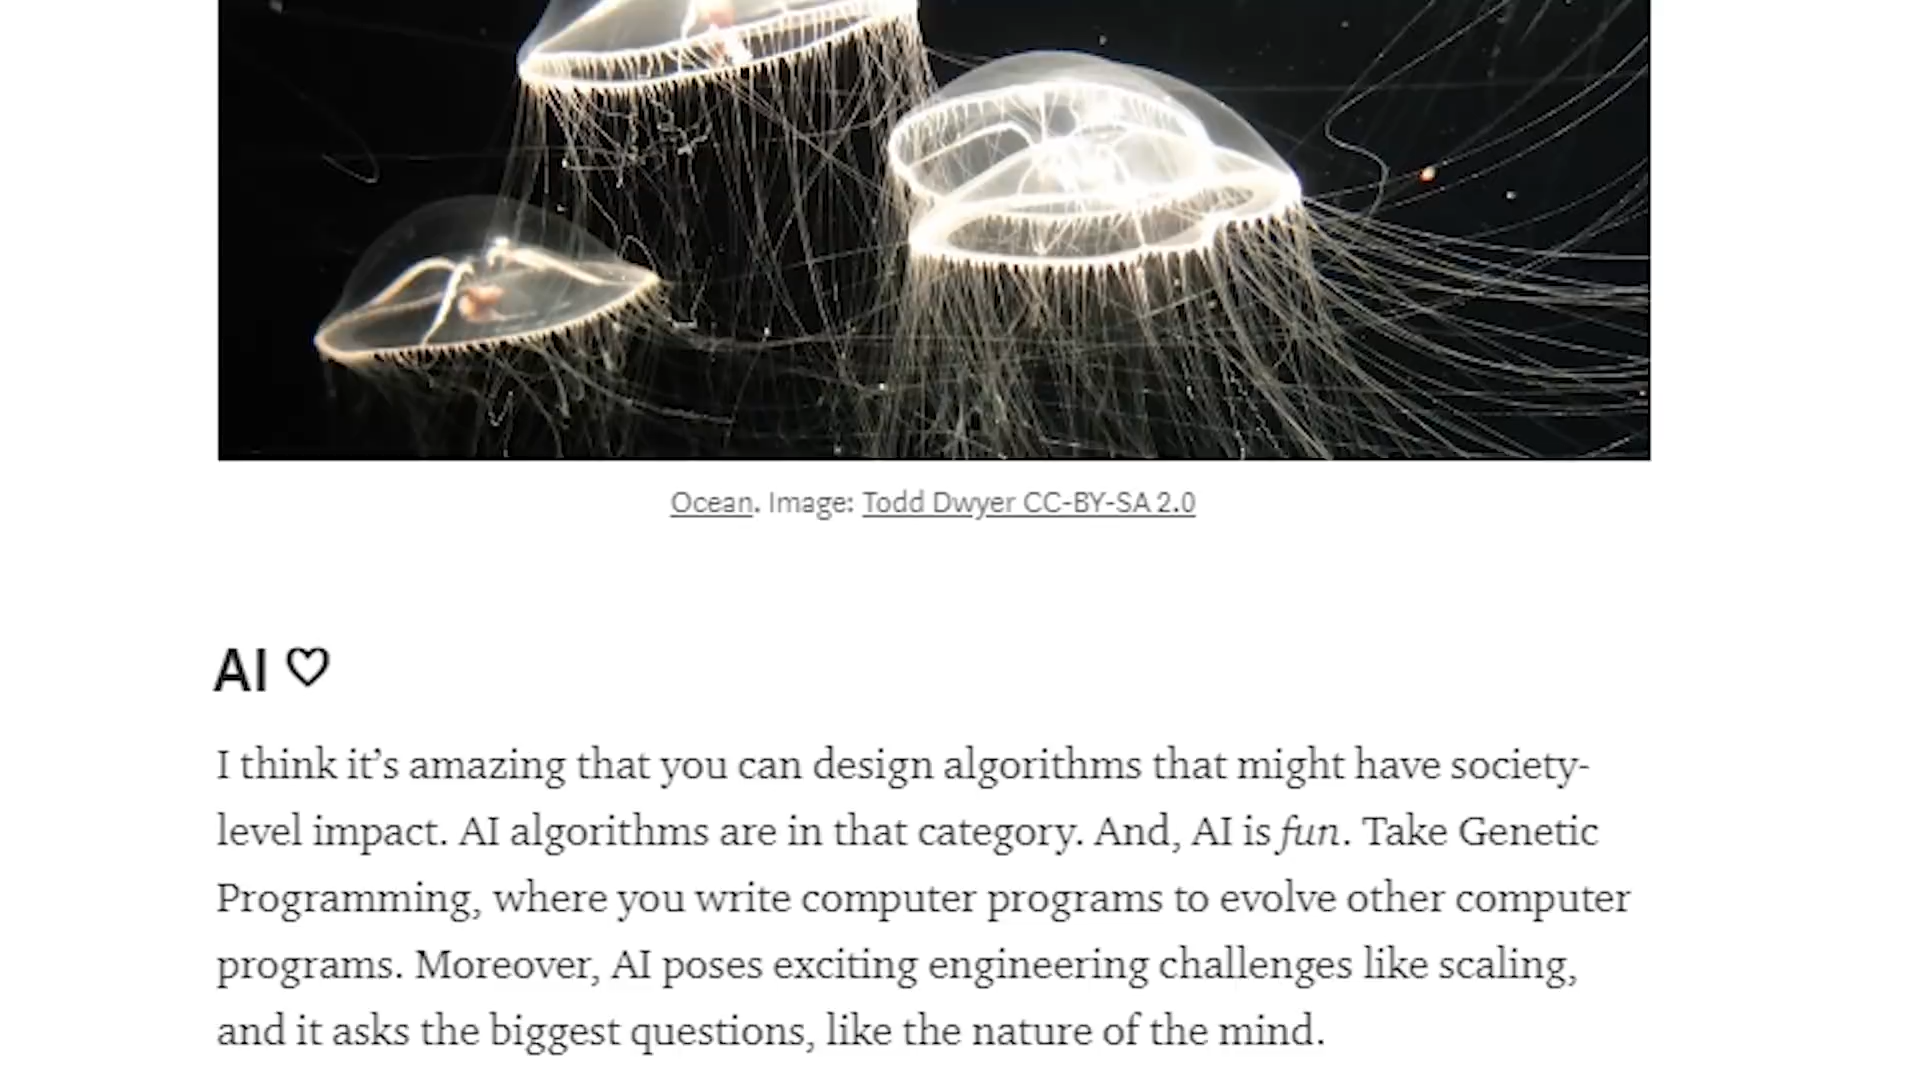 Ocean. Image: Todd Dwyer CC-BY-SA 2.0
AI ♡
I think it’s amazing that you can design algorithms that might have society-
level impact. AI algorithms are in that category. And, AI is fun. Take Genetic
Programming, where you write computer programs to evolve other computer
programs. Moreover, AI poses exciting engineering challenges like scaling,
and it asks the biggest questions, like the nature of the mind.